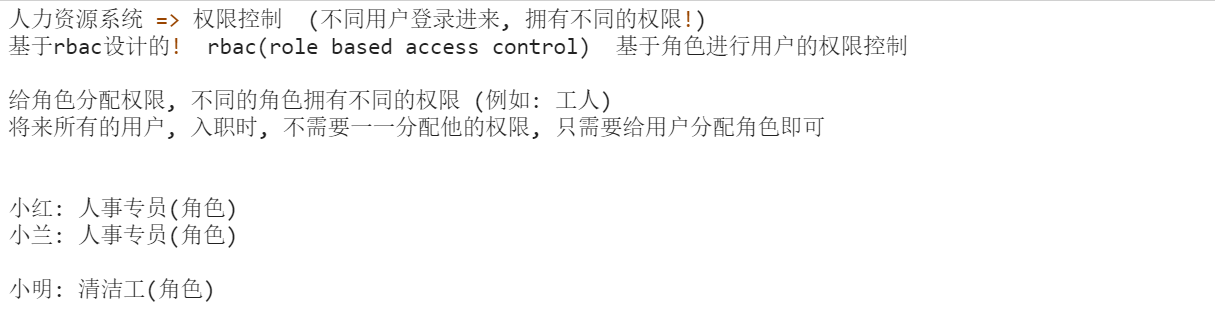 人力资源系统 => 权限控制 (不同用户登录进来, 拥有不同的权限!)
基于rbac设计的! rbac(role based access control) 基于角色进行用户的权限控制
给角色分配权限, 不同的角色拥有不同的权限 (例如: 工人)
将来所有的用户, 入职时, 不需要一一分配他的权限, 只需要给用户分配角色即可
小红: 人事专员(角色)
小兰: 人事专员(角色)
小明: 清洁工(角色)